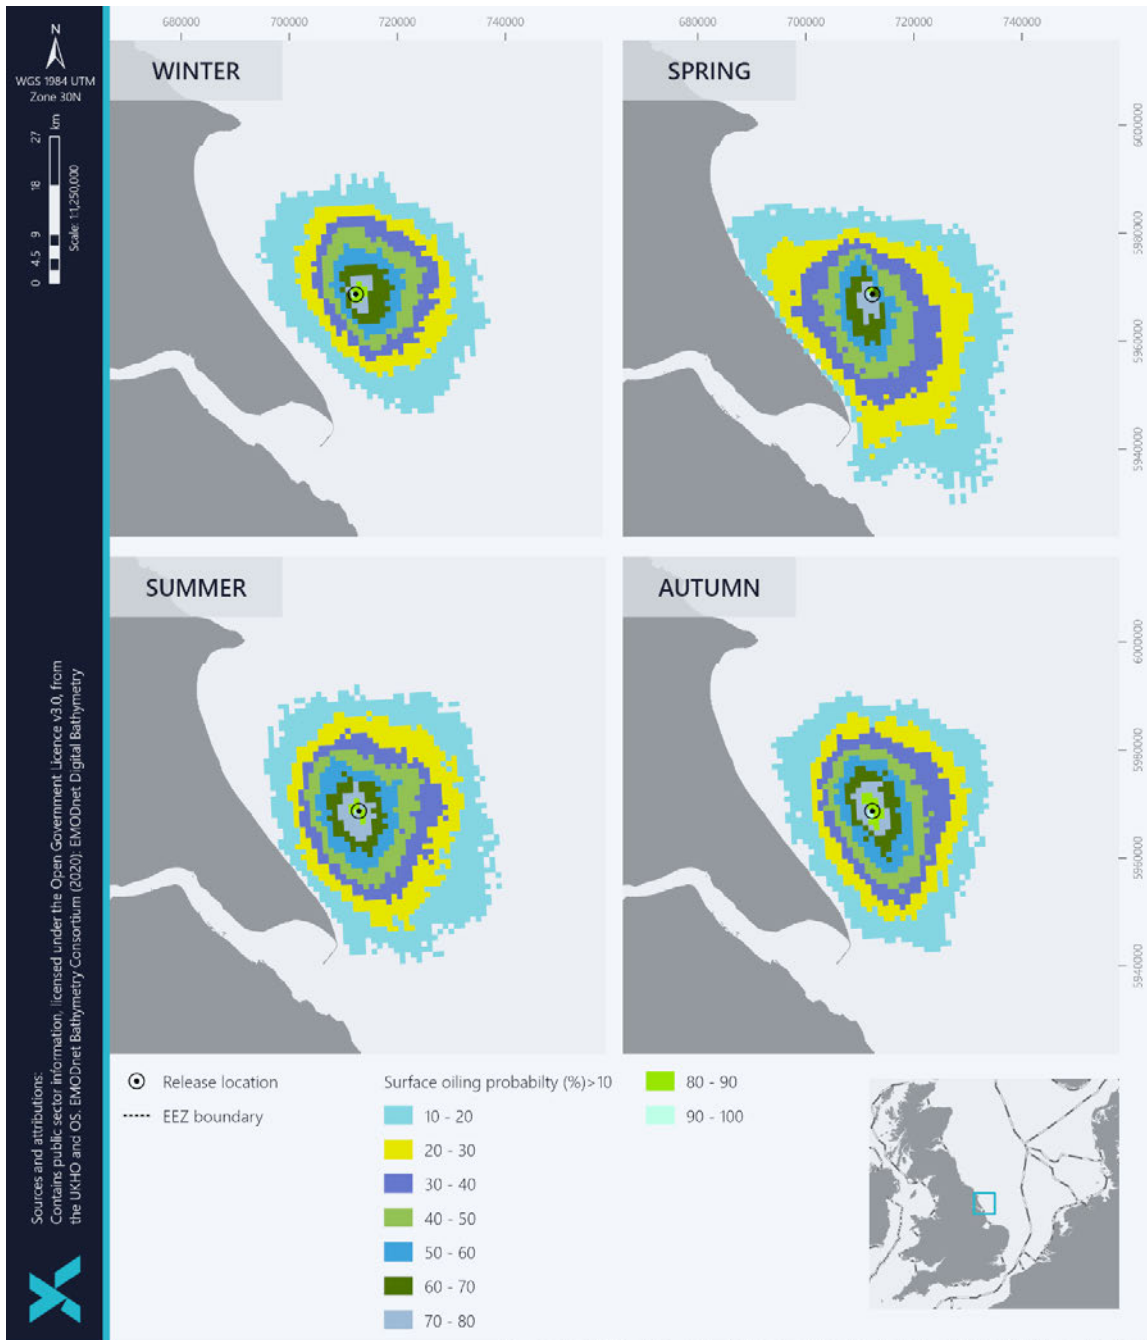 680000 700000 720000 740000 700000 720000 740000
N
WGS 1984 UTM
Zone 30N
0 4.5 9 18 27
km
Scale: 1:1,250,000
WINTER
SPRING
6000000
5980000
5960000
5940000
SUMMER
AUTUMN
6000000
5980000
5960000
5940000
Sources and attributions:
Contains public sector information, licensed under the Open Government Licence v3.0, from
the UKHO and OS. EMODnet Bathymetry Consortium (2020): EMODnet Digital Bathymetry
Release location
EEZ boundary
Surface oiling probabilty (%)>10
10 - 20
20 - 30
30 - 40
40 - 50
50 - 60
60 - 70
70 - 80
80 - 90
90 - 100